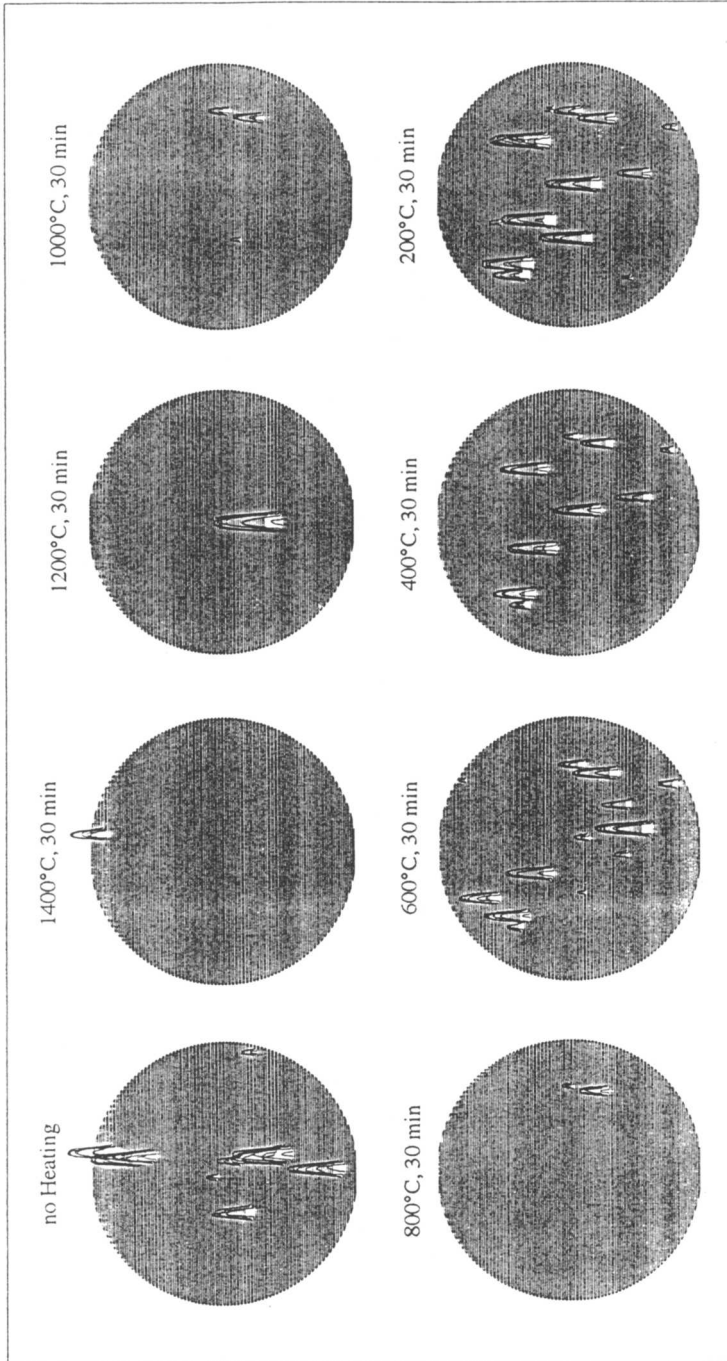 no Heating
1400°C, 30 min
1200°C, 30 min
1000°C, 30 min
800°C, 30 min
600°C, 30 min
400°C, 30 min
200°C, 30 min